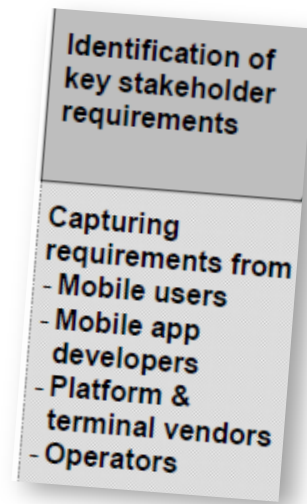 Identification of
key stakeholder
requirements
Capturing
requirements from
- Mobile users
- Mobile app
developers
- Platform &
terminal vendors
- Operators